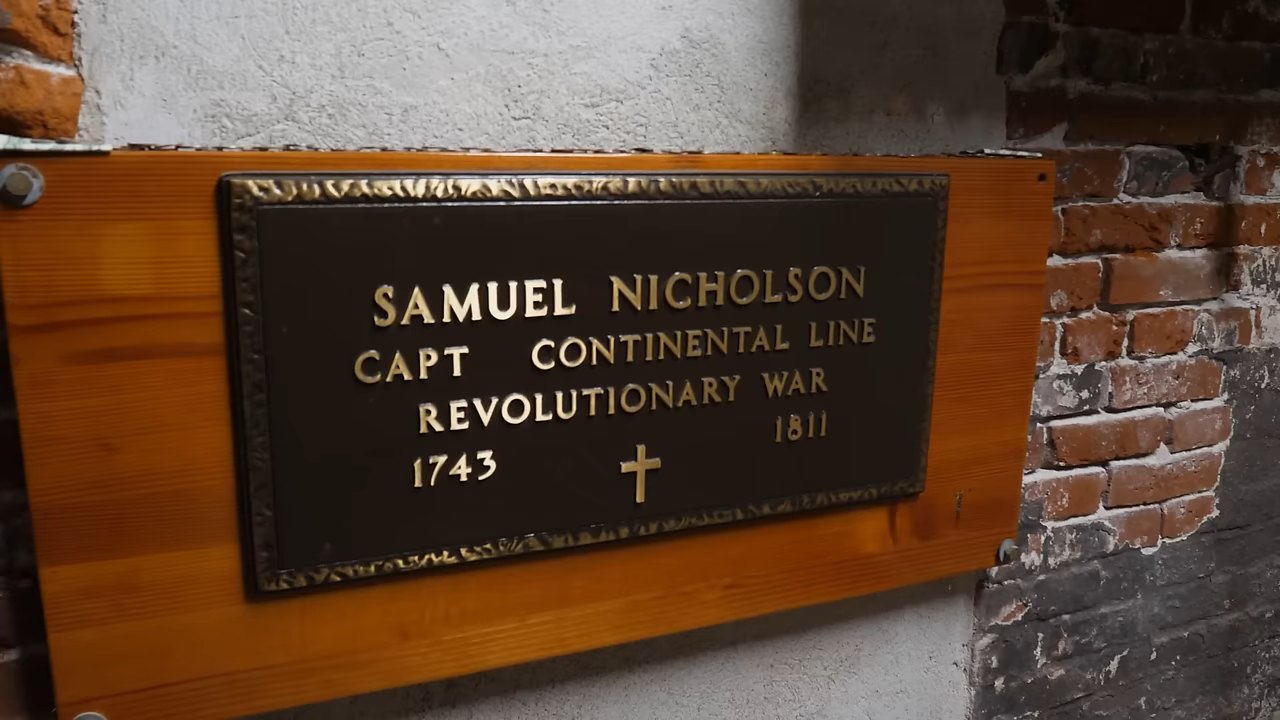 SAMUEL NICHOLSON
CAPT CONTINENTAL LINE
REVOLUTIONARY WAR
1743 1811